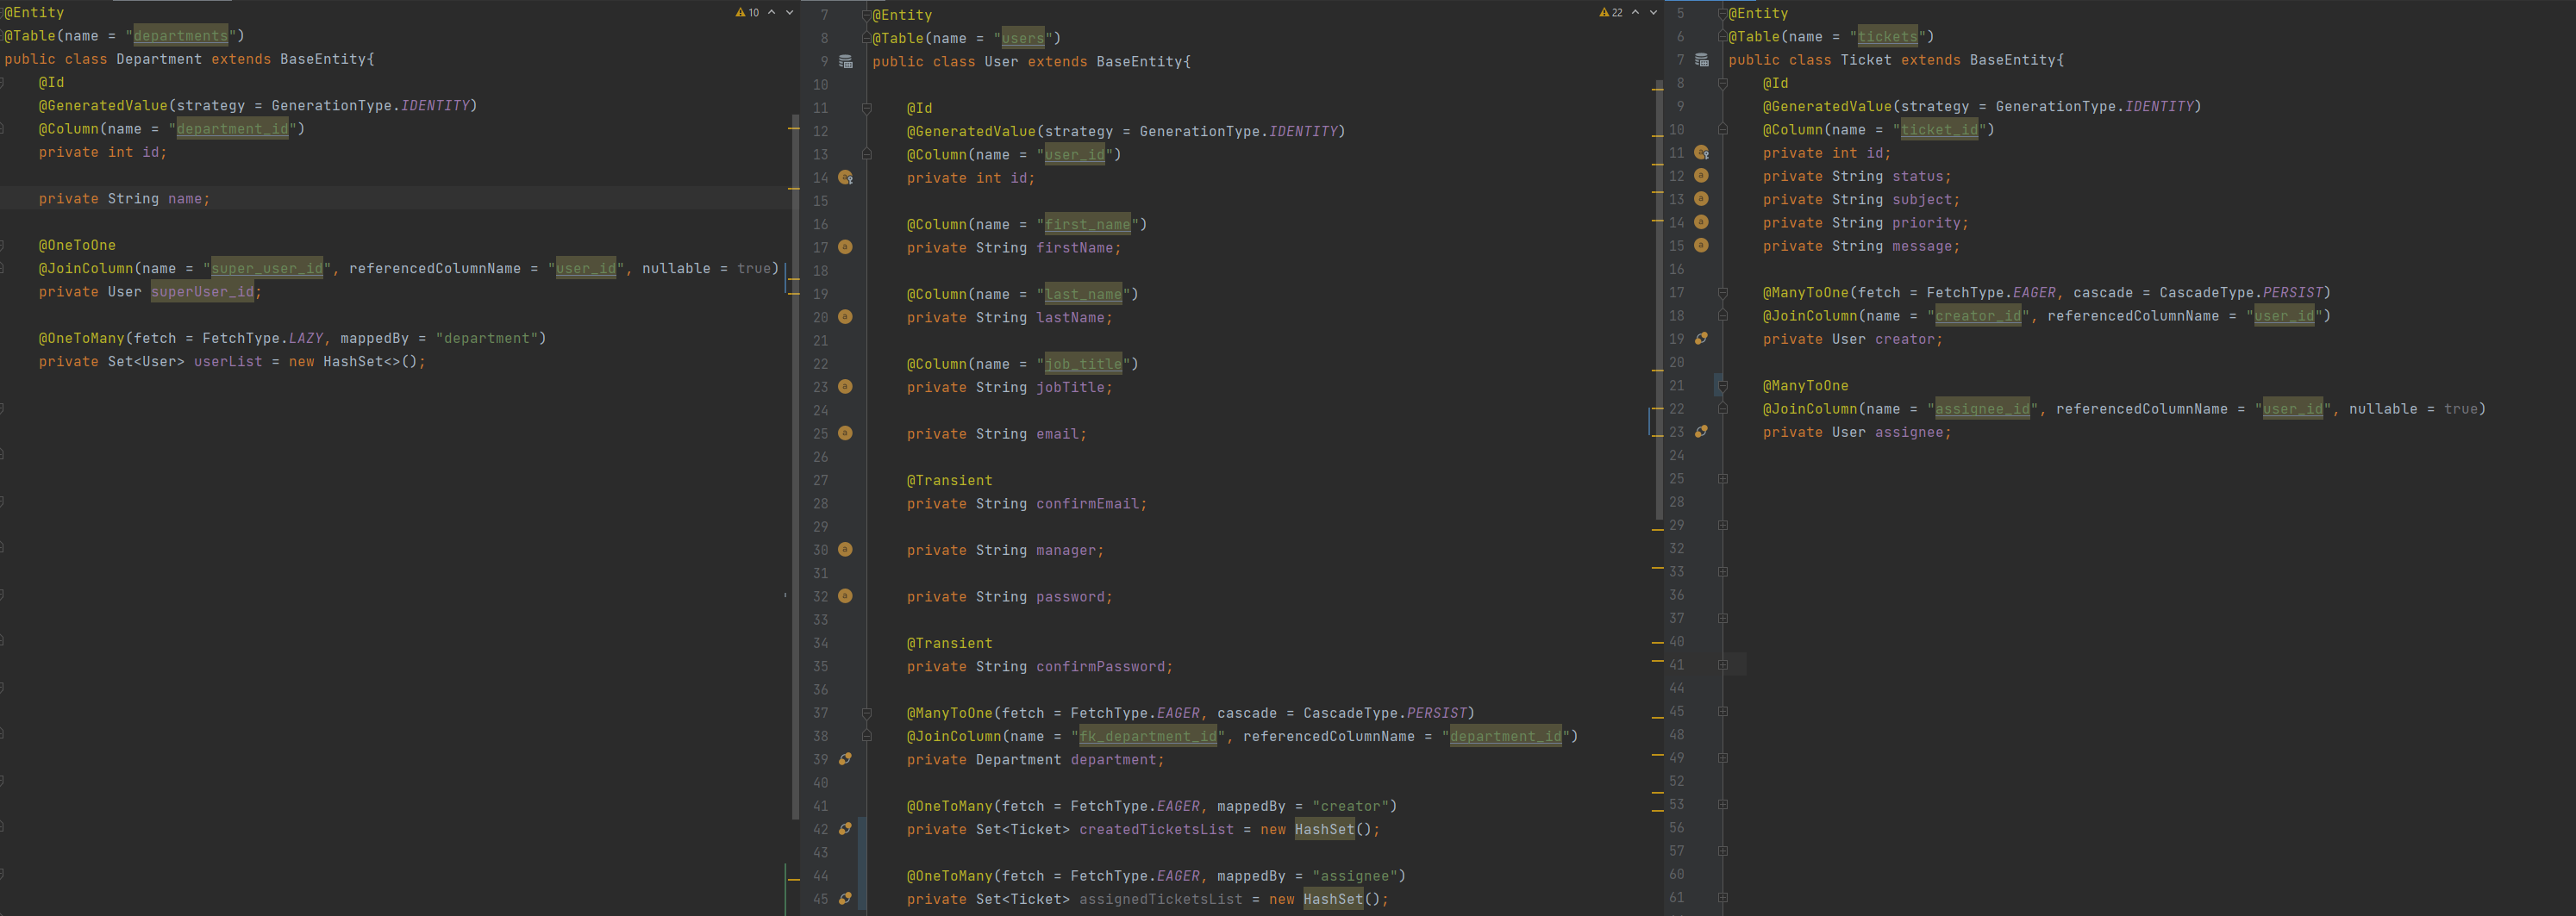 @Entity
@Table(name = "departments")
public class Department extends BaseEntity{
@Id
@GeneratedValue(strategy = GenerationType.IDENTITY)
@Column(name = "department_id")
private int id;
private String name;
@OneToOne
@JoinColumn(name = "super_user_id", referencedColumnName = "user_id", nullable = true)
private User superUser_id;
@OneToMany(fetch = FetchType.LAZY, mappedBy = "department")
private Set<User> userList = new HashSet<>();
10
7 @Entity
8 @Table(name = "users")
9 public class User extends BaseEntity{
10
11 @Id
12 @GeneratedValue(strategy = GenerationType.IDENTITY)
13 @Column(name = "user_id")
14 private int id;
15
16 @Column(name = "first_name")
17 private String firstName;
18
19 @Column(name = "last_name")
20 private String lastName;
21
22 @Column(name = "job_title")
23 private String jobTitle;
24
25 private String email;
26
27 @Transient
28 private String confirmEmail;
29
30 private String manager;
31
32 private String password;
33
34 @Transient
35 private String confirmPassword;
36
37 @ManyToOne(fetch = FetchType.EAGER, cascade = CascadeType.PERSIST)
38 @JoinColumn(name = "fk_department_id", referencedColumnName = "department_id")
39 private Department department;
40
41 @OneToMany(fetch = FetchType.EAGER, mappedBy = "creator")
42 private Set<Ticket> createdTicketsList = new HashSet();
43
44 @OneToMany(fetch = FetchType.EAGER, mappedBy = "assignee")
45 private Set<Ticket> assignedTicketsList = new HashSet();
22
5 @Entity
6 @Table(name = "tickets")
7 public class Ticket extends BaseEntity{
8 @Id
9 @GeneratedValue(strategy = GenerationType.IDENTITY)
10 @Column(name = "ticket_id")
11 private int id;
12 private String status;
13 private String subject;
14 private String priority;
15 private String message;
16
17 @ManyToOne(fetch = FetchType.EAGER, cascade = CascadeType.PERSIST)
18 @JoinColumn(name = "creator_id", referencedColumnName = "user_id")
19 private User creator;
20
21 @ManyToOne
22 @JoinColumn(name = "assignee_id", referencedColumnName = "user_id", nullable = true)
23 private User assignee;
24
25
28
29
32
33
36
37
40
41
44
45
48
49
52
53
56
57
60
61